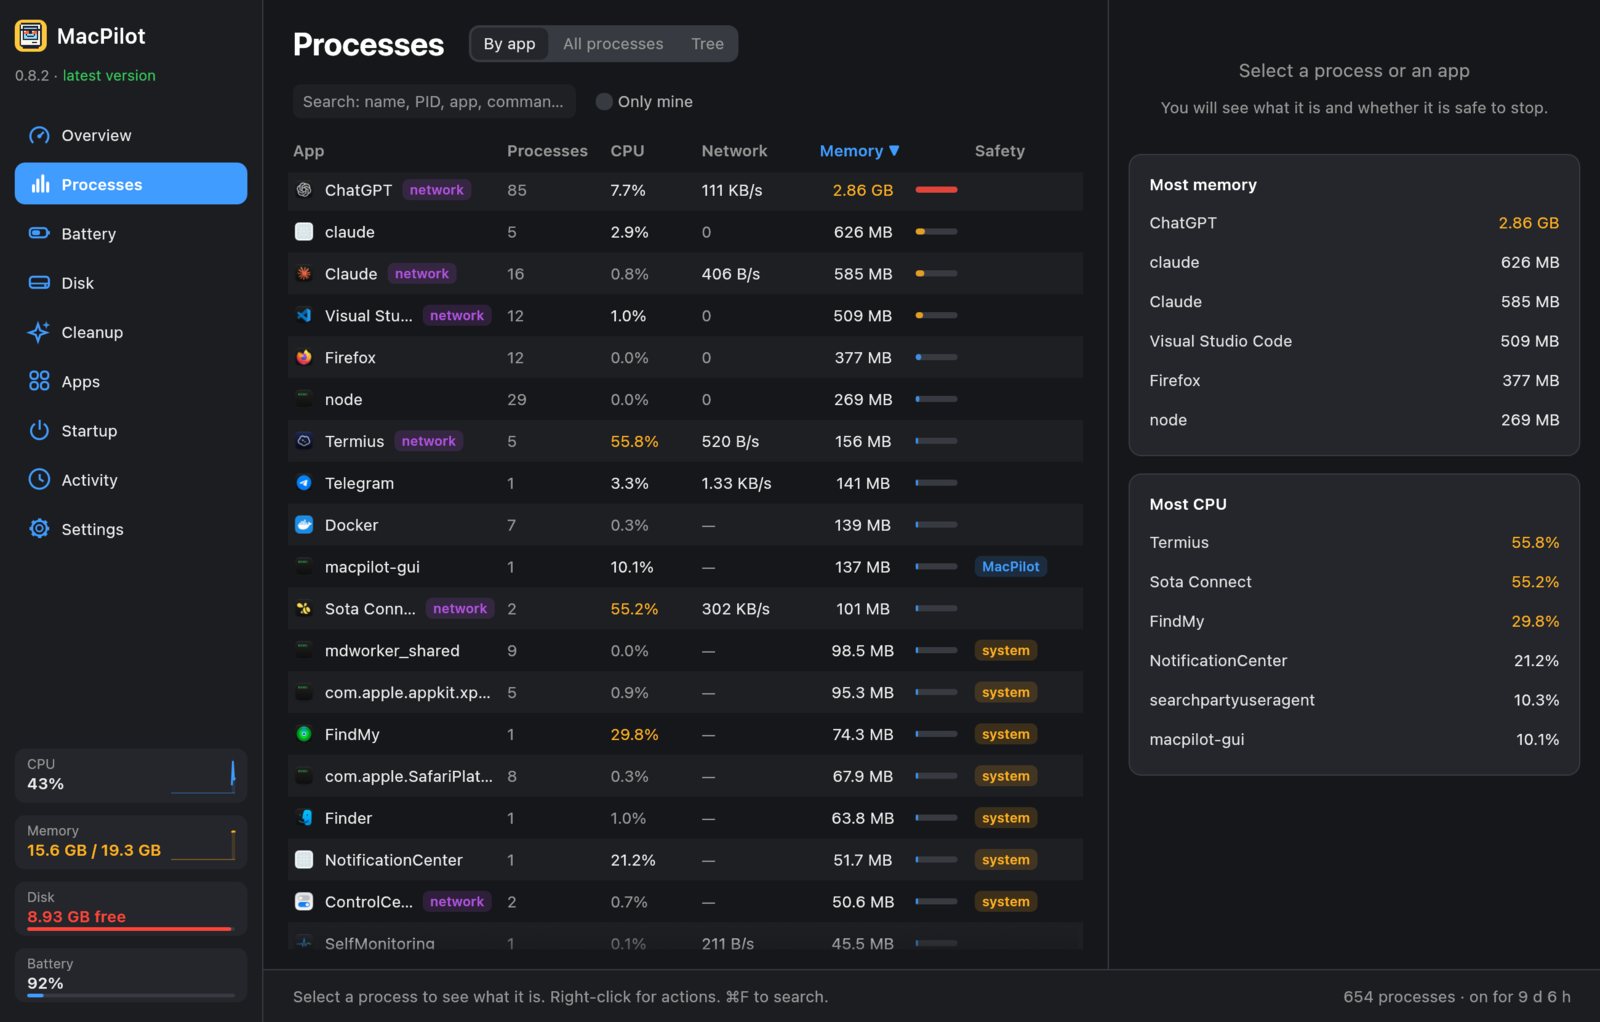 MacPilot
0.8.2 · latest version
Overview
Processes
Battery
Disk
Cleanup
Apps
Startup
Activity
Settings
CPU
43%
Memory
15.6 GB / 19.3 GB
Disk
8.93 GB free
Battery
92%
Processes By app All processes Tree
Search: name, PID, app, comman... Only mine
App Processes CPU Network Memory ▼ Safety
ChatGPT network 85 7.7% 111 KB/s 2.86 GB
claude 5 2.9% 0 626 MB
Claude network 16 0.8% 406 B/s 585 MB
Visual Stu... network 12 1.0% 0 509 MB
Firefox 12 0.0% 0 377 MB
node 29 0.0% 0 269 MB
Termius network 5 55.8% 520 B/s 156 MB
Telegram 1 3.3% 1.33 KB/s 141 MB
Docker 7 0.3% — 139 MB
macpilot-gui 1 10.1% — 137 MB MacPilot
Sota Conn... network 2 55.2% 302 KB/s 101 MB
mdworker_shared 9 0.0% — 98.5 MB system
com.apple.appkit.xp... 5 0.9% — 95.3 MB system
FindMy 1 29.8% — 74.3 MB system
com.apple.SafariPlat... 8 0.3% — 67.9 MB system
Finder 1 1.0% — 63.8 MB system
NotificationCenter 1 21.2% — 51.7 MB system
ControlCe... network 2 0.7% — 50.6 MB system
SelfMonitoring 1 0.1% 211 B/s 45.5 MB
Select a process or an app
You will see what it is and whether it is safe to stop.
Most memory
ChatGPT 2.86 GB
claude 626 MB
Claude 585 MB
Visual Studio Code 509 MB
Firefox 377 MB
node 269 MB
Most CPU
Termius 55.8%
Sota Connect 55.2%
FindMy 29.8%
NotificationCenter 21.2%
searchpartyuseragent 10.3%
macpilot-gui 10.1%
Select a process to see what it is. Right-click for actions. ⌘F to search.
654 processes · on for 9 d 6 h